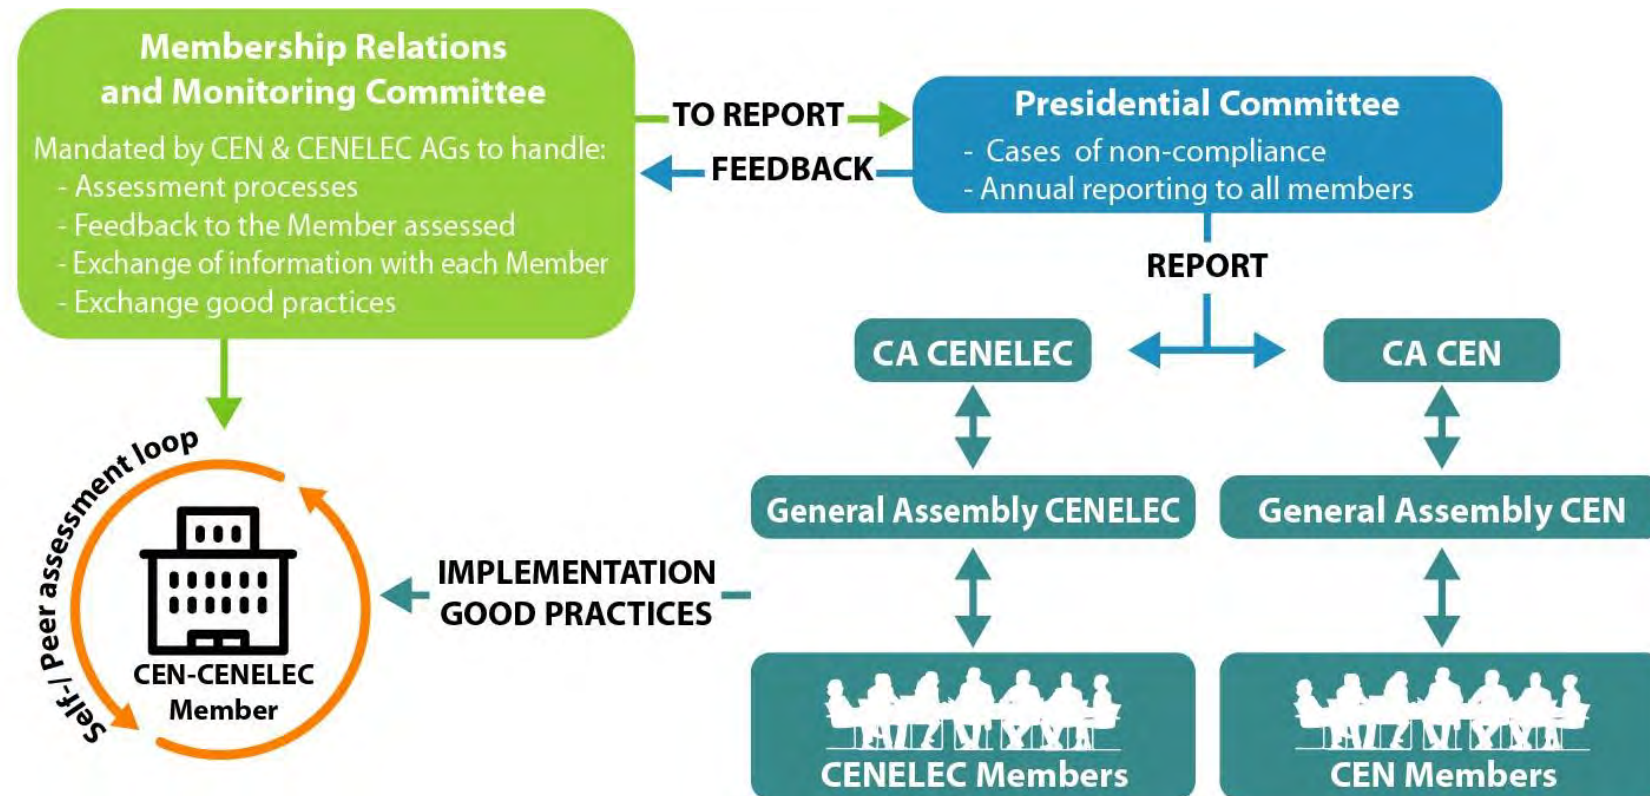 Membership Relations
and Monitoring Committee
Mandated by CEN & CENELEC AGs to handle:
- Assessment processes
- Feedback to the Member assessed
- Exchange of information with each Member
- Exchange good practices
TO REPORT
FEEDBACK
Presidential Committee
- Cases of non-compliance
- Annual reporting to all members
REPORT
CA CENELEC
CA CEN
General Assembly CENELEC
General Assembly CEN
Self-/Peer assessment loop
CEN-CENELEC
Member
IMPLEMENTATION
GOOD PRACTICES
CENELEC Members
CEN Members